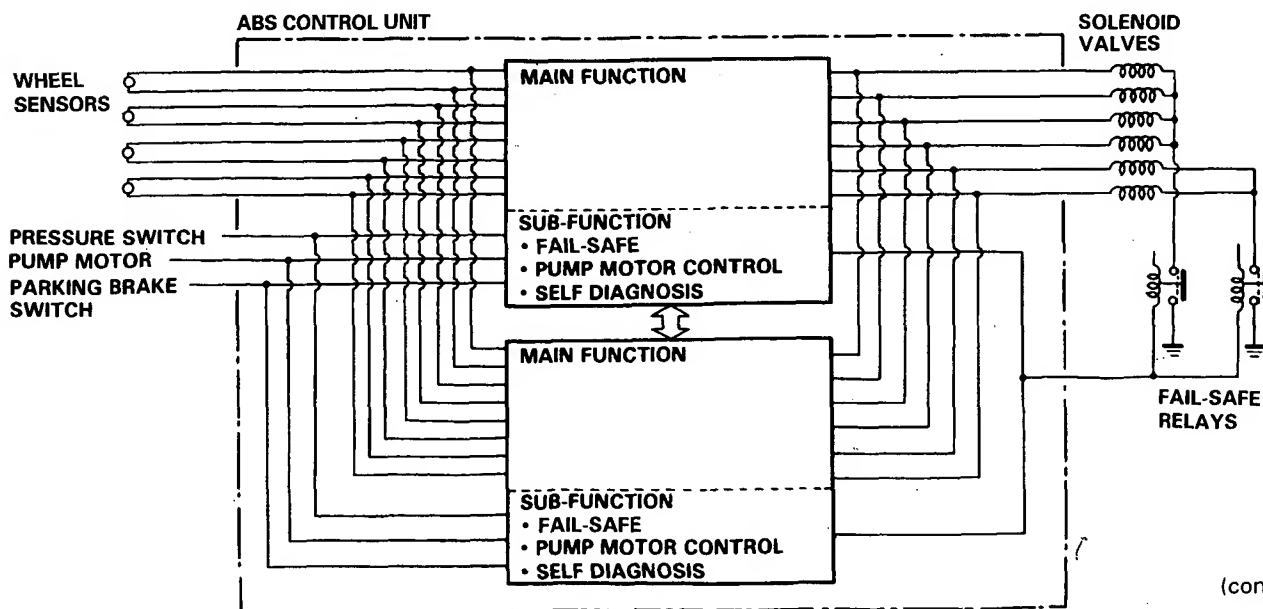 ABS CONTROL UNIT
SOLENOID
VALVES
WHEEL
SENSORS
MAIN FUNCTION
SUB-FUNCTION
• FAIL-SAFE
• PUMP MOTOR CONTROL
• SELF DIAGNOSIS
PRESSURE SWITCH
PUMP MOTOR
PARKING BRAKE
SWITCH
MAIN FUNCTION
SUB-FUNCTION
• FAIL-SAFE
• PUMP MOTOR CONTROL
• SELF DIAGNOSIS
FAIL-SAFE
RELAYS
(con